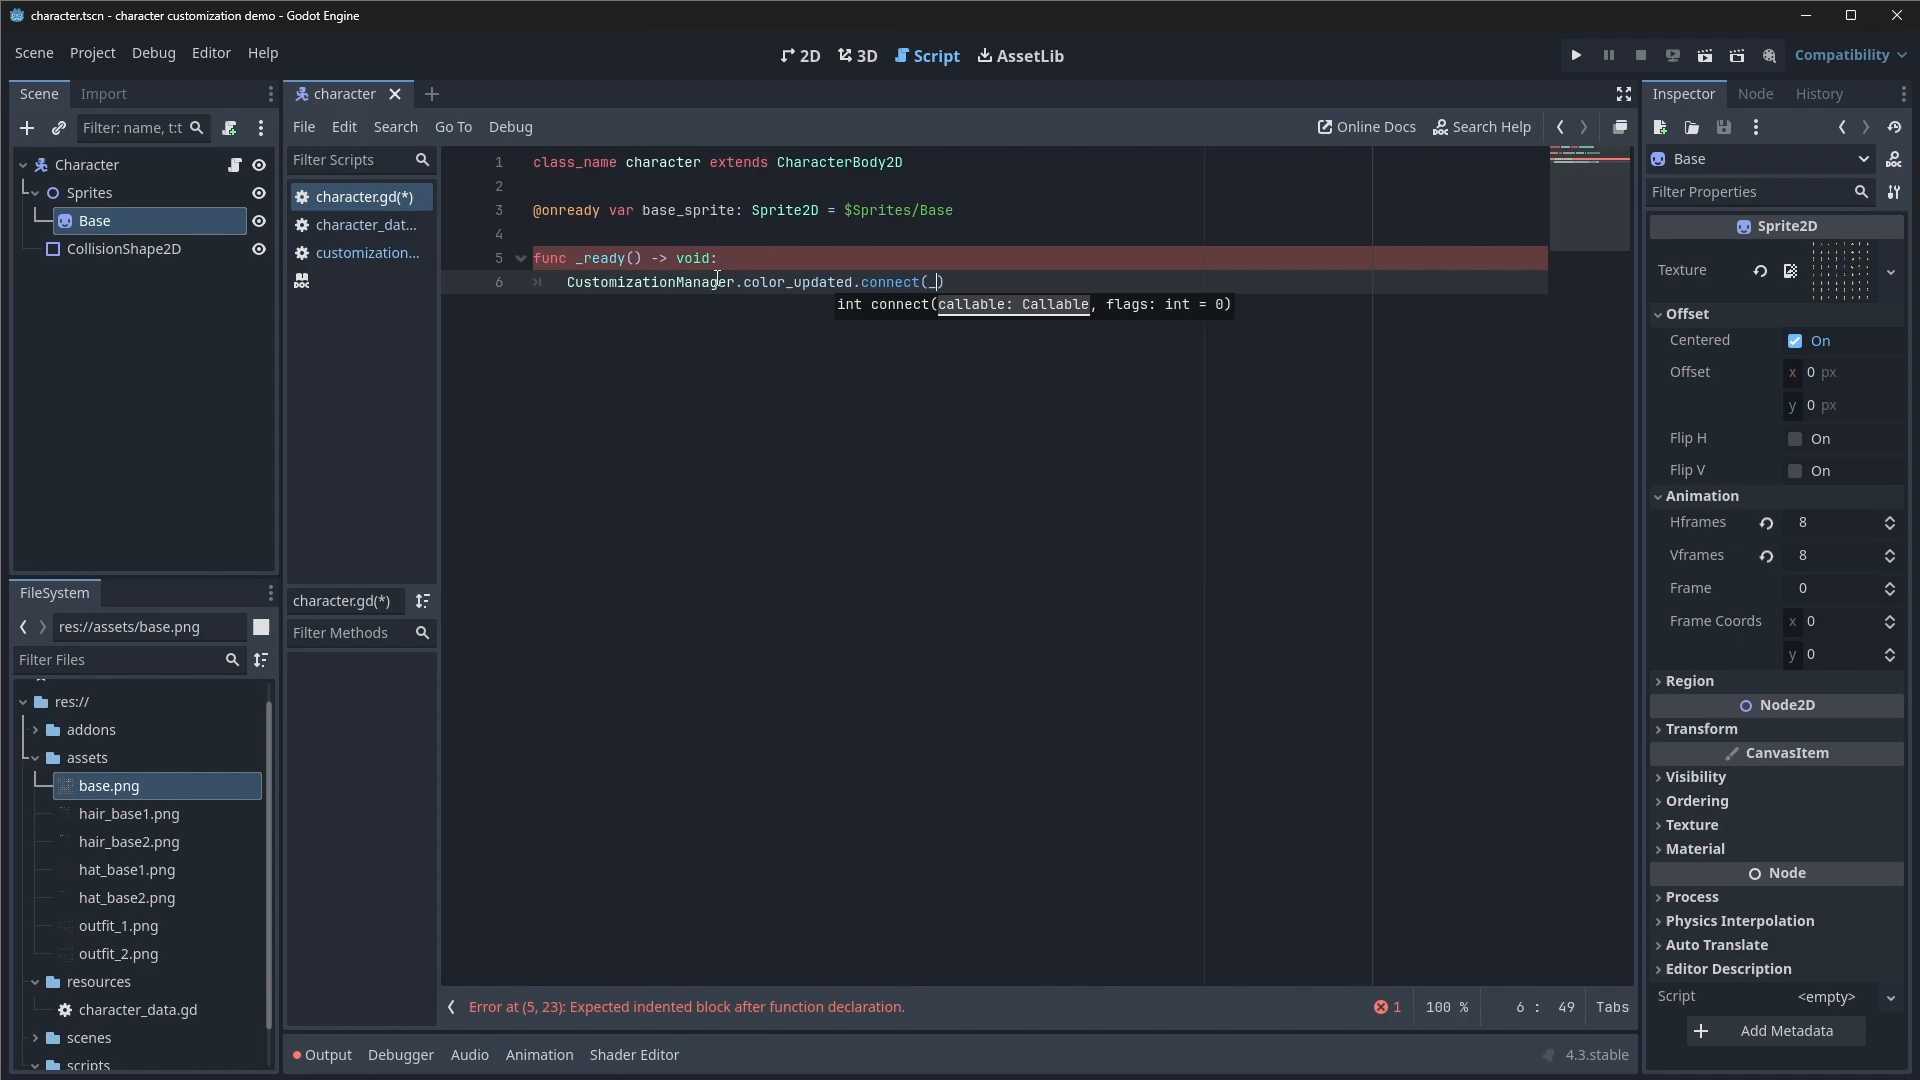 character.tscn - character customization demo - Godot Engine
Scene Project Debug Editor Help
2D 3D Script AssetLib
Compatibility
Scene Import
Filter: name, t:t
Character
Sprites
Base
CollisionShape2D
FileSystem
res://assets/base.png
Filter Files
res://
addons
assets
base.png
hair_base1.png
hair_base2.png
hat_base1.png
hat_base2.png
outfit_1.png
outfit_2.png
resources
character_data.gd
scenes
scripts
character
File Edit Search Go To Debug
Online Docs Search Help
Filter Scripts
character.gd(*)
character_dat...
customization...
character.gd(*)
Filter Methods
1 class_name character extends CharacterBody2D
2
3 @onready var base_sprite: Sprite2D = $Sprites/Base
4
5 func _ready() -> void:
6 CustomizationManager.color_updated.connect(_)
int connect(callable: Callable, flags: int = 0)
Error at (5, 23): Expected indented block after function declaration.
1 100 % 6 : 49 Tabs
Output Debugger Audio Animation Shader Editor
4.3.stable
Inspector Node History
Base
Filter Properties
Sprite2D
Texture
Offset
Centered On
Offset x 0 px
y 0 px
Flip H On
Flip V On
Animation
Hframes 8
Vframes 8
Frame 0
Frame Coords x 0
y 0
Region
Node2D
Transform
CanvasItem
Visibility
Ordering
Texture
Material
Node
Process
Physics Interpolation
Auto Translate
Editor Description
Script <empty>
Add Metadata